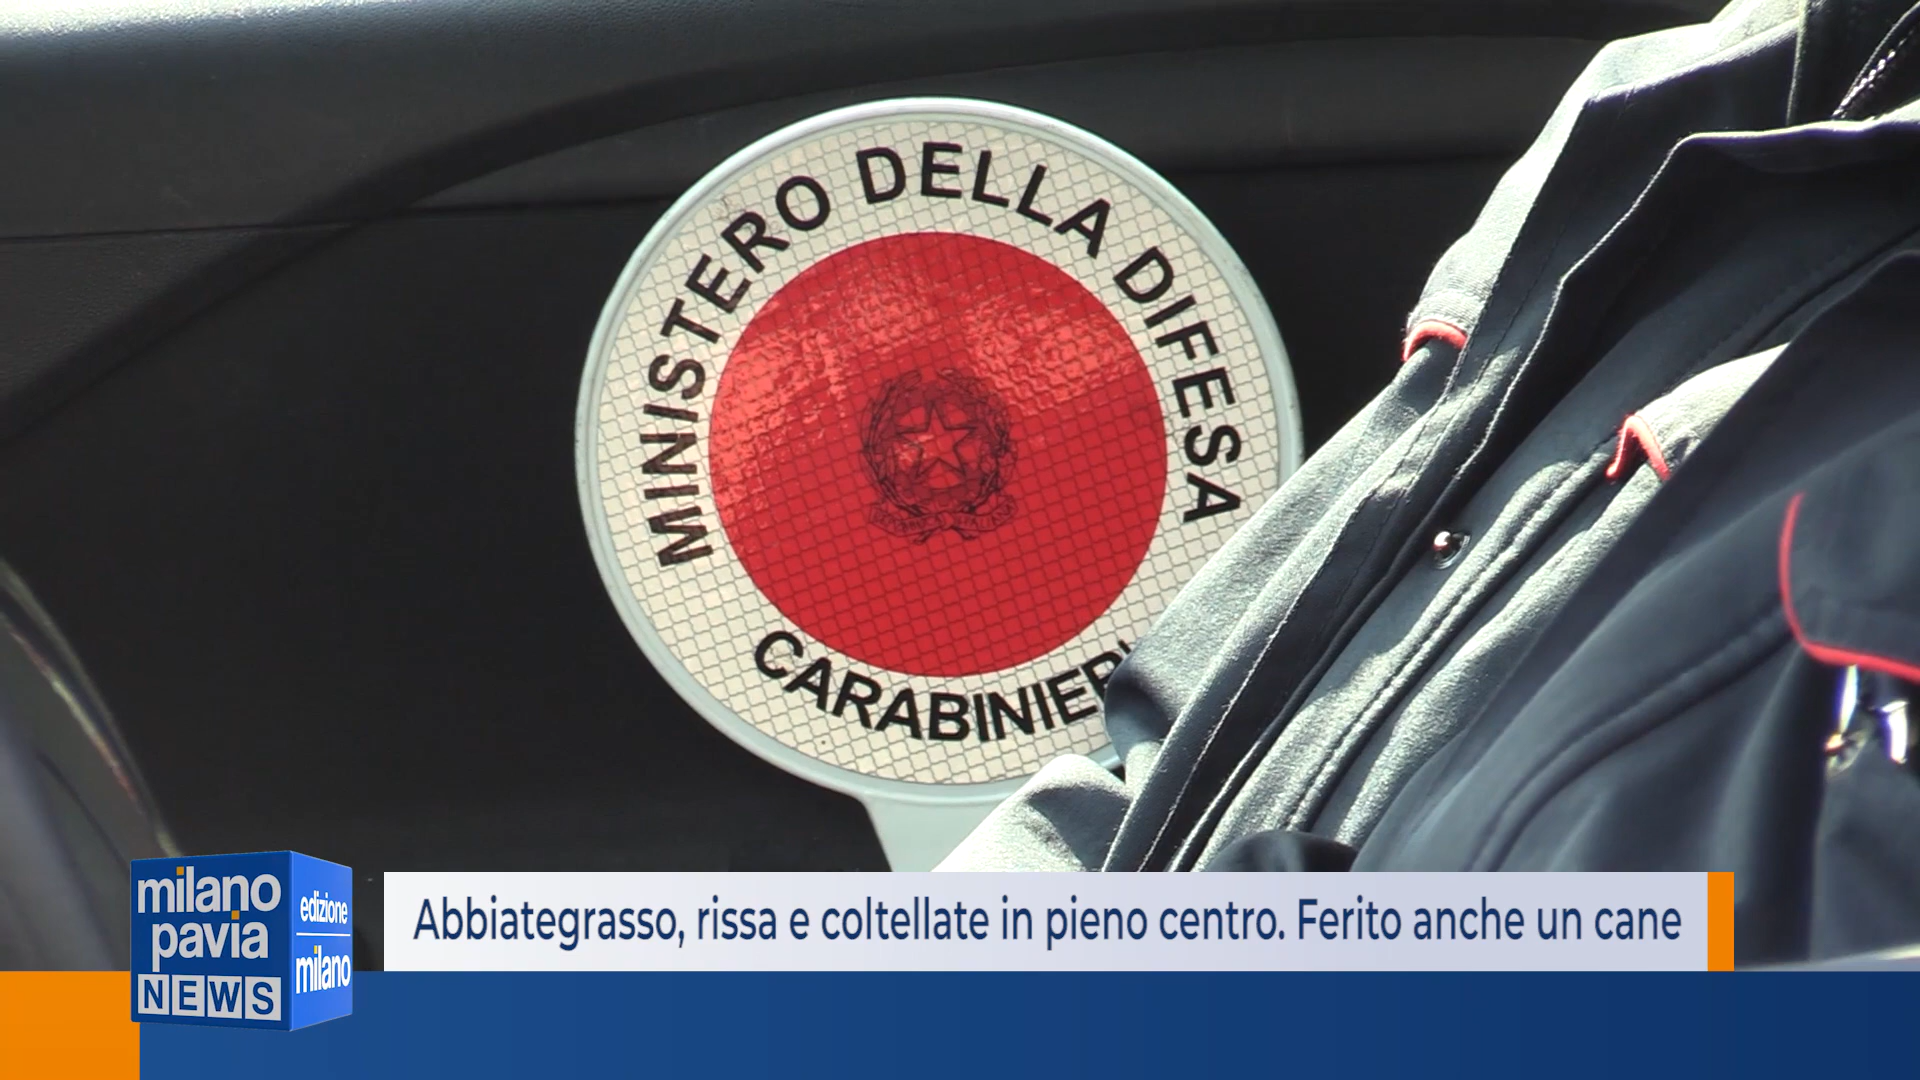 MINISTERO DELLA DIFESA
CARABINIERI
Abbiategrasso, rissa e coltellate in pieno centro. Ferito anche un cane
milano
pavia
NEWS
edizione
milano